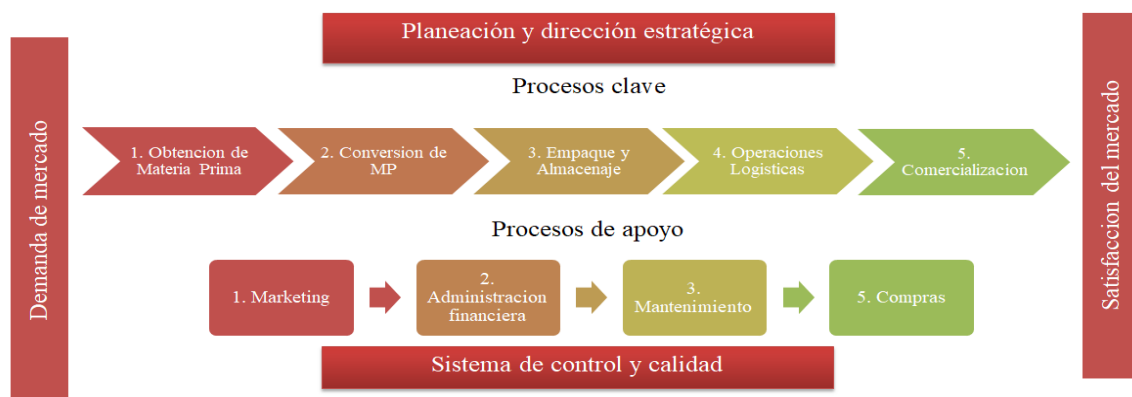 Planeación y dirección estratégica
Demanda de mercado
Procesos clave
1. Obtencion de
Materia Prima
2. Conversion de
MP
3. Empaque y
Almacenaje
4. Operaciones
Logisticas
5.
Comercializacion
Procesos de apoyo
1. Marketing
2.
Administracion
financiera
3.
Mantenimiento
5. Compras
Sistema de control y calidad
Satisfaccion del mercado